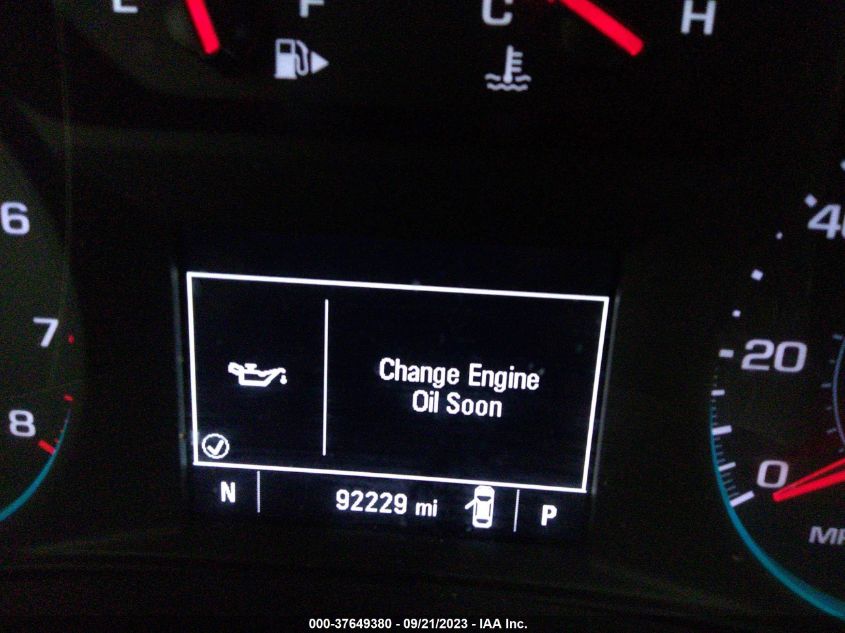 E F C H
6
7
8
40
20
0
MPH
Change Engine
Oil Soon
N 92229 mi P
000-37649380 - 09/21/2023 - IAA Inc.